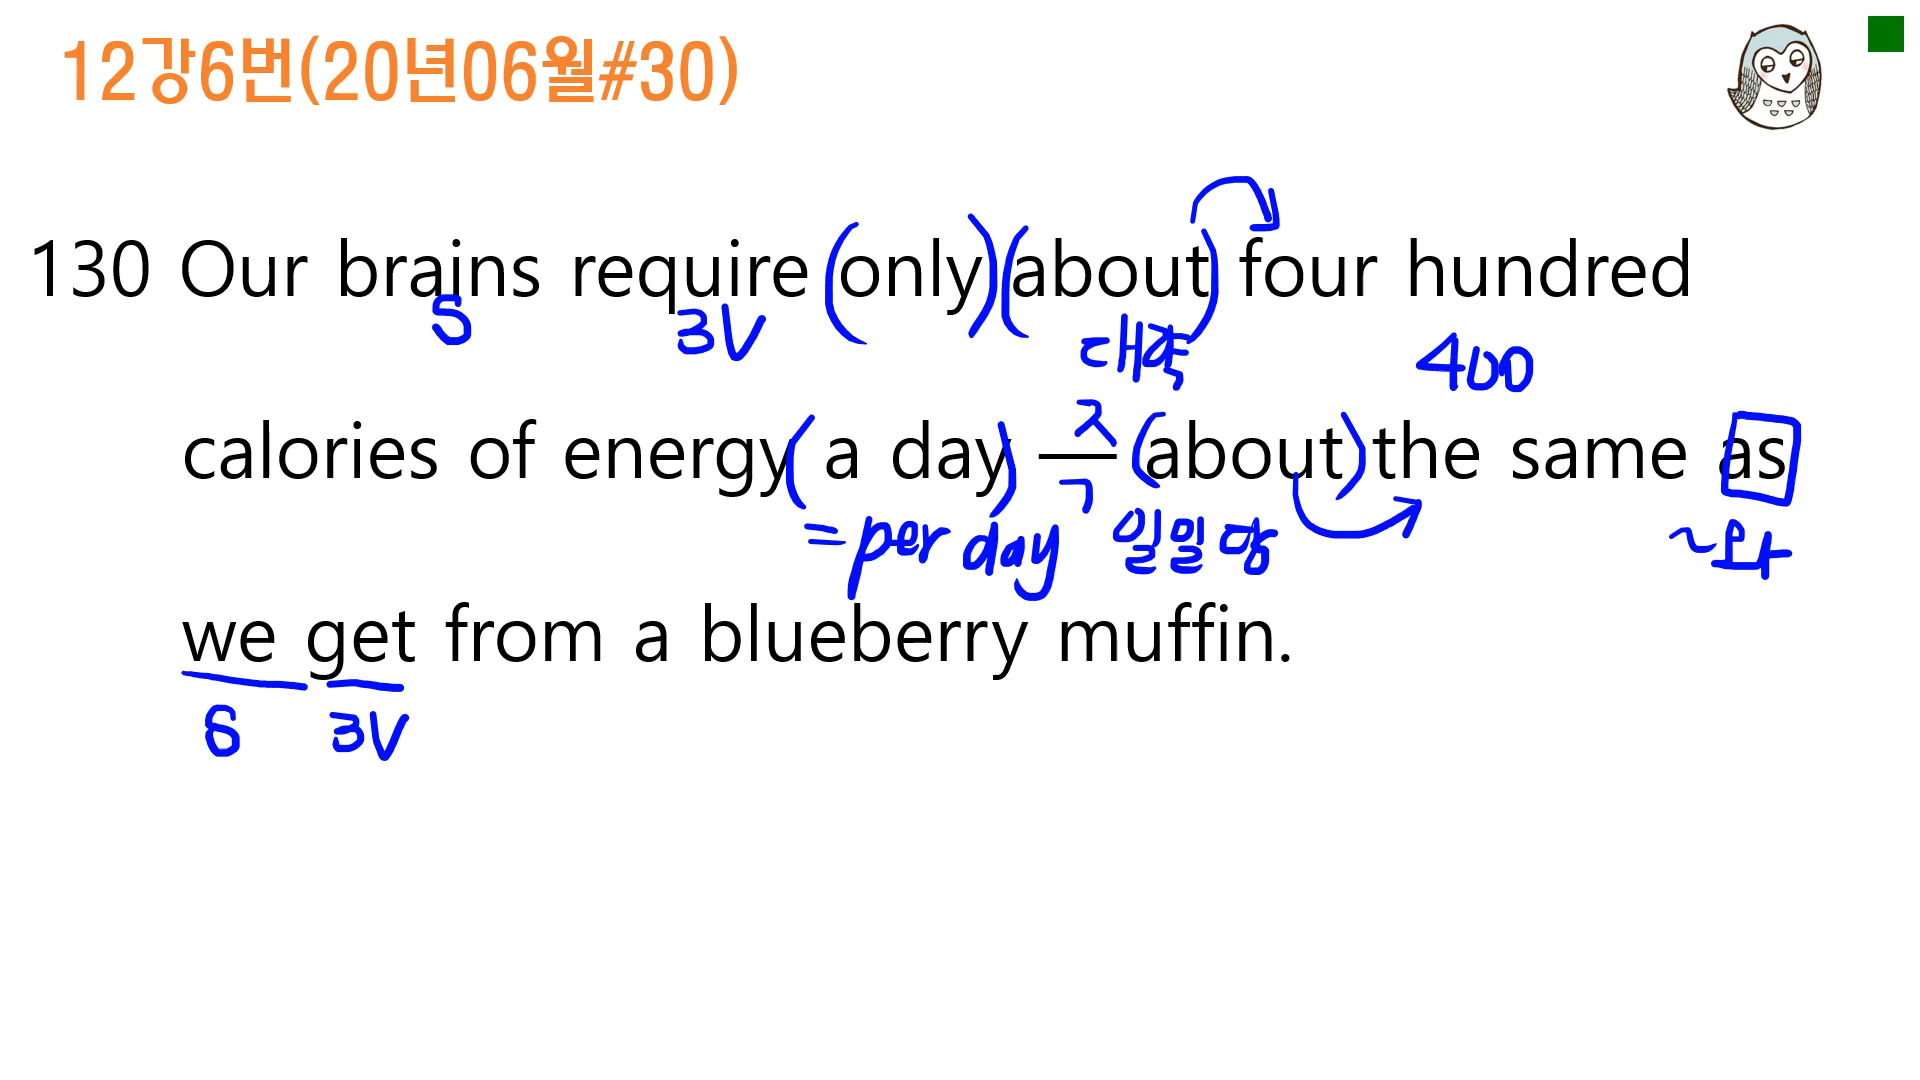 12강6번(20년06월#30)
130 Our brains require (only) (about) four hundred
S 3V 대략 400
calories of energy (a day) — (about) the same as
= per day 일일당 ~와
we get from a blueberry muffin.
S 3V